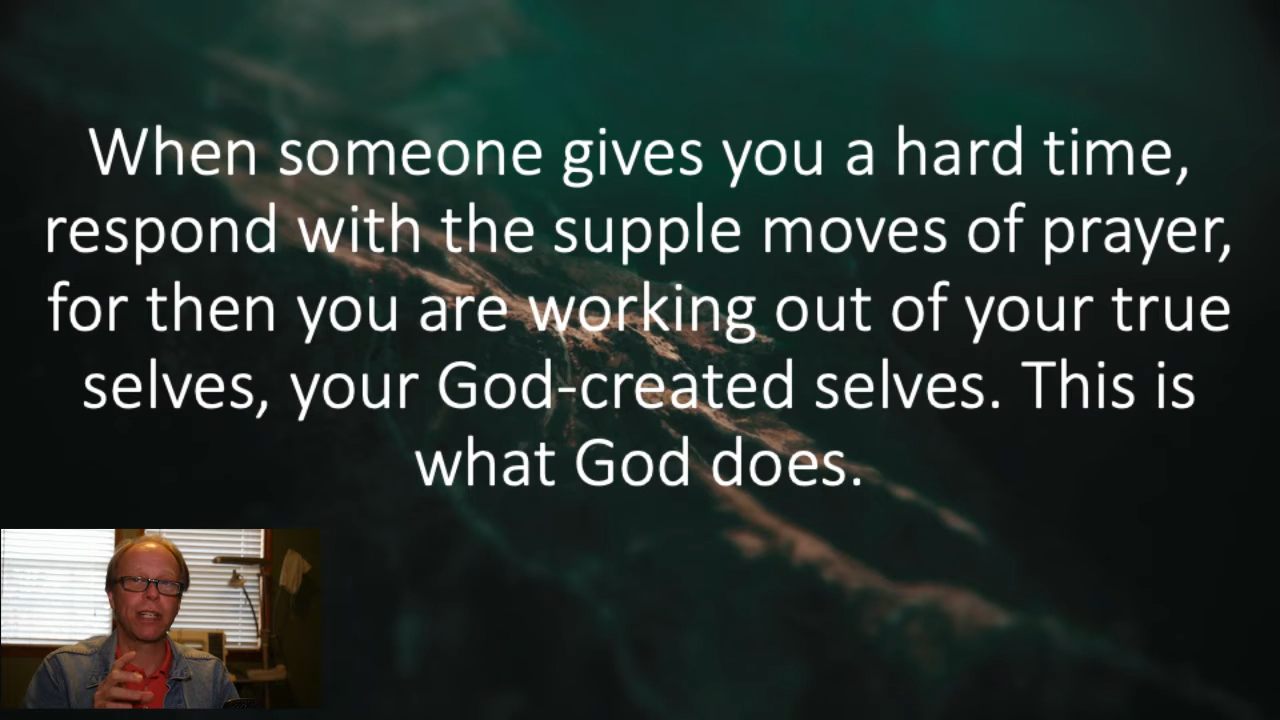 When someone gives you a hard time,
respond with the supple moves of prayer,
for then you are working out of your true
selves, your God-created selves. This is
what God does.